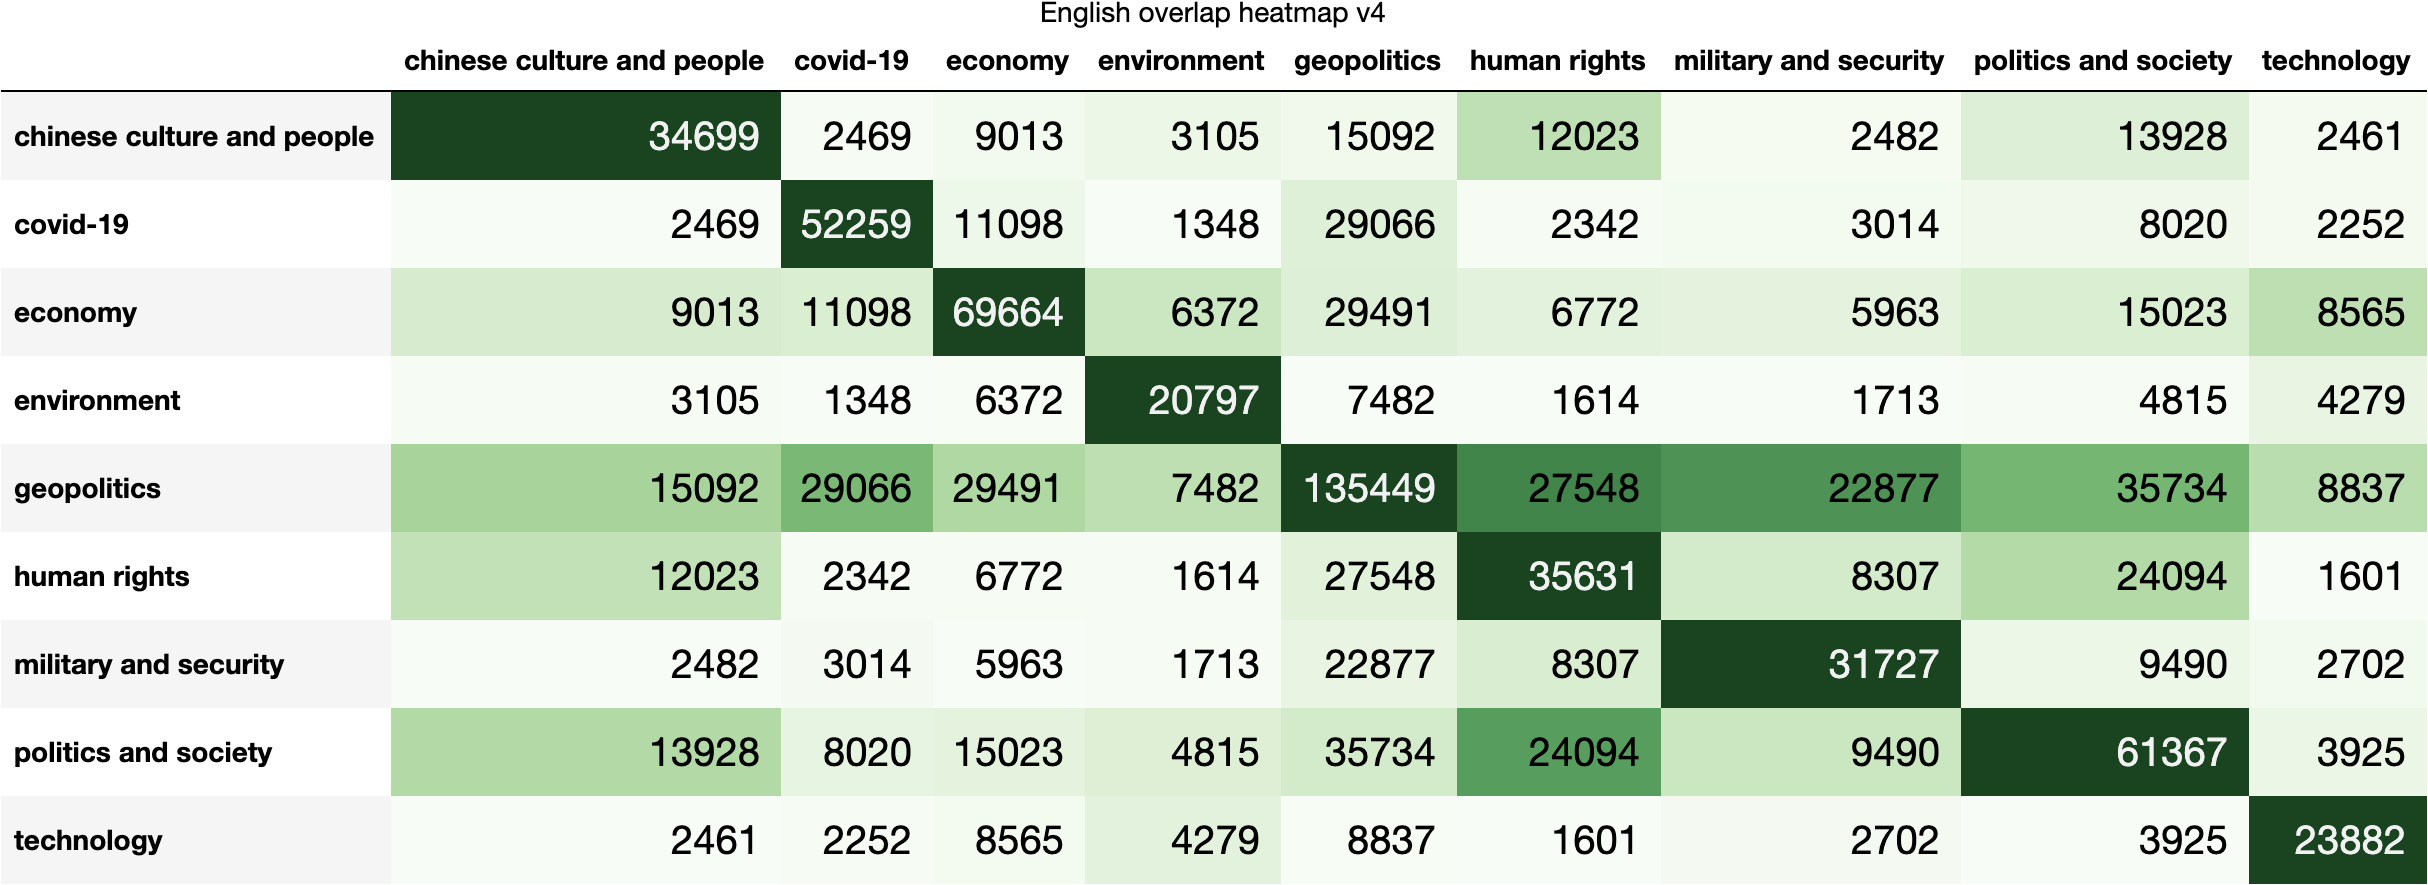 English overlap heatmap v4
chinese culture and people covid-19 economy environment geopolitics human rights military and security politics and society technology
chinese culture and people 34699 2469 9013 3105 15092 12023 2482 13928 2461
covid-19 2469 52259 11098 1348 29066 2342 3014 8020 2252
economy 9013 11098 69664 6372 29491 6772 5963 15023 8565
environment 3105 1348 6372 20797 7482 1614 1713 4815 4279
geopolitics 15092 29066 29491 7482 135449 27548 22877 35734 8837
human rights 12023 2342 6772 1614 27548 35631 8307 24094 1601
military and security 2482 3014 5963 1713 22877 8307 31727 9490 2702
politics and society 13928 8020 15023 4815 35734 24094 9490 61367 3925
technology 2461 2252 8565 4279 8837 1601 2702 3925 23882